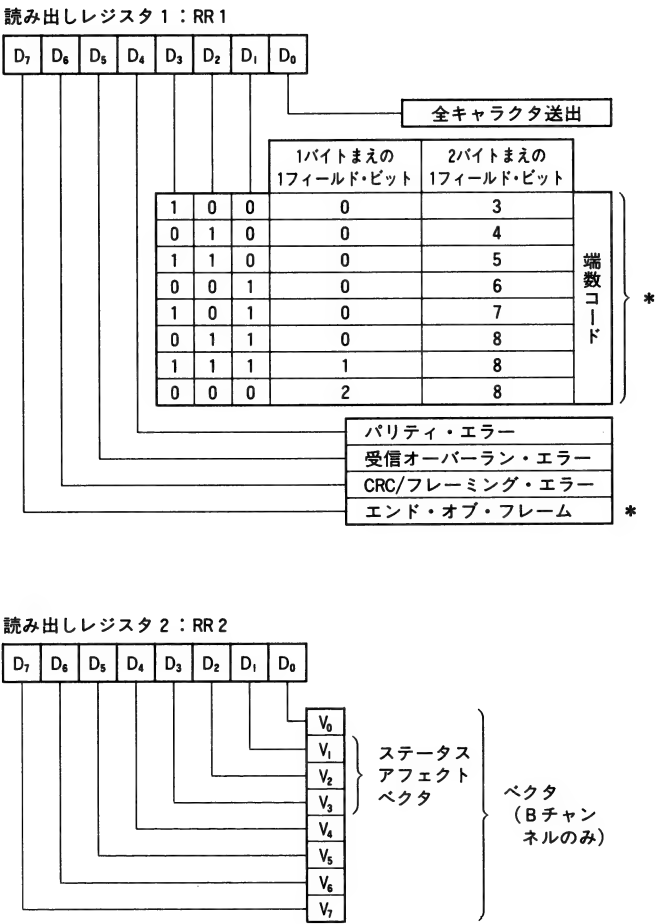 読み出しレジスタ1：RR1
D₇ D₆ D₅ D₄ D₃ D₂ D₁ D₀
全キャラクタ送出
1バイトまえの
1フィールド・ビット
2バイトまえの
1フィールド・ビット
1 0 0 0 3
0 1 0 0 4
1 1 0 0 5
0 0 1 0 6
1 0 1 0 7
0 1 1 0 8
1 1 1 1 8
0 0 0 2 8
端数コード
*
パリティ・エラー
受信オーバーラン・エラー
CRC/フレーミング・エラー
エンド・オブ・フレーム *
読み出しレジスタ2：RR2
D₇ D₆ D₅ D₄ D₃ D₂ D₁ D₀
V₀
V₁
V₂
V₃
V₄
V₅
V₆
V₇
ステータス
アフェクト
ベクタ
ベクタ
(Bチャン
ネルのみ)